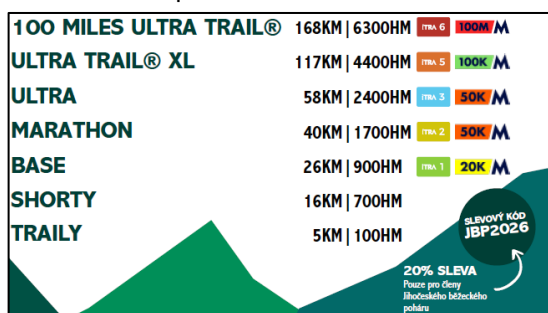 100 MILES ULTRA TRAIL® 168KM | 6300HM ITRA 6 100M M
ULTRA TRAIL® XL 117KM | 4400HM ITRA 5 100K M
ULTRA 58KM | 2400HM ITRA 3 50K M
MARATHON 40KM | 1700HM ITRA 2 50K M
BASE 26KM | 900HM ITRA 1 20K M
SHORTY 16KM | 700HM
TRAILY 5KM | 100HM
SLEVOVÝ KÓD
JBP2026
20% SLEVA
Pouze pro členy
Jihočeského běžeckého
poháru